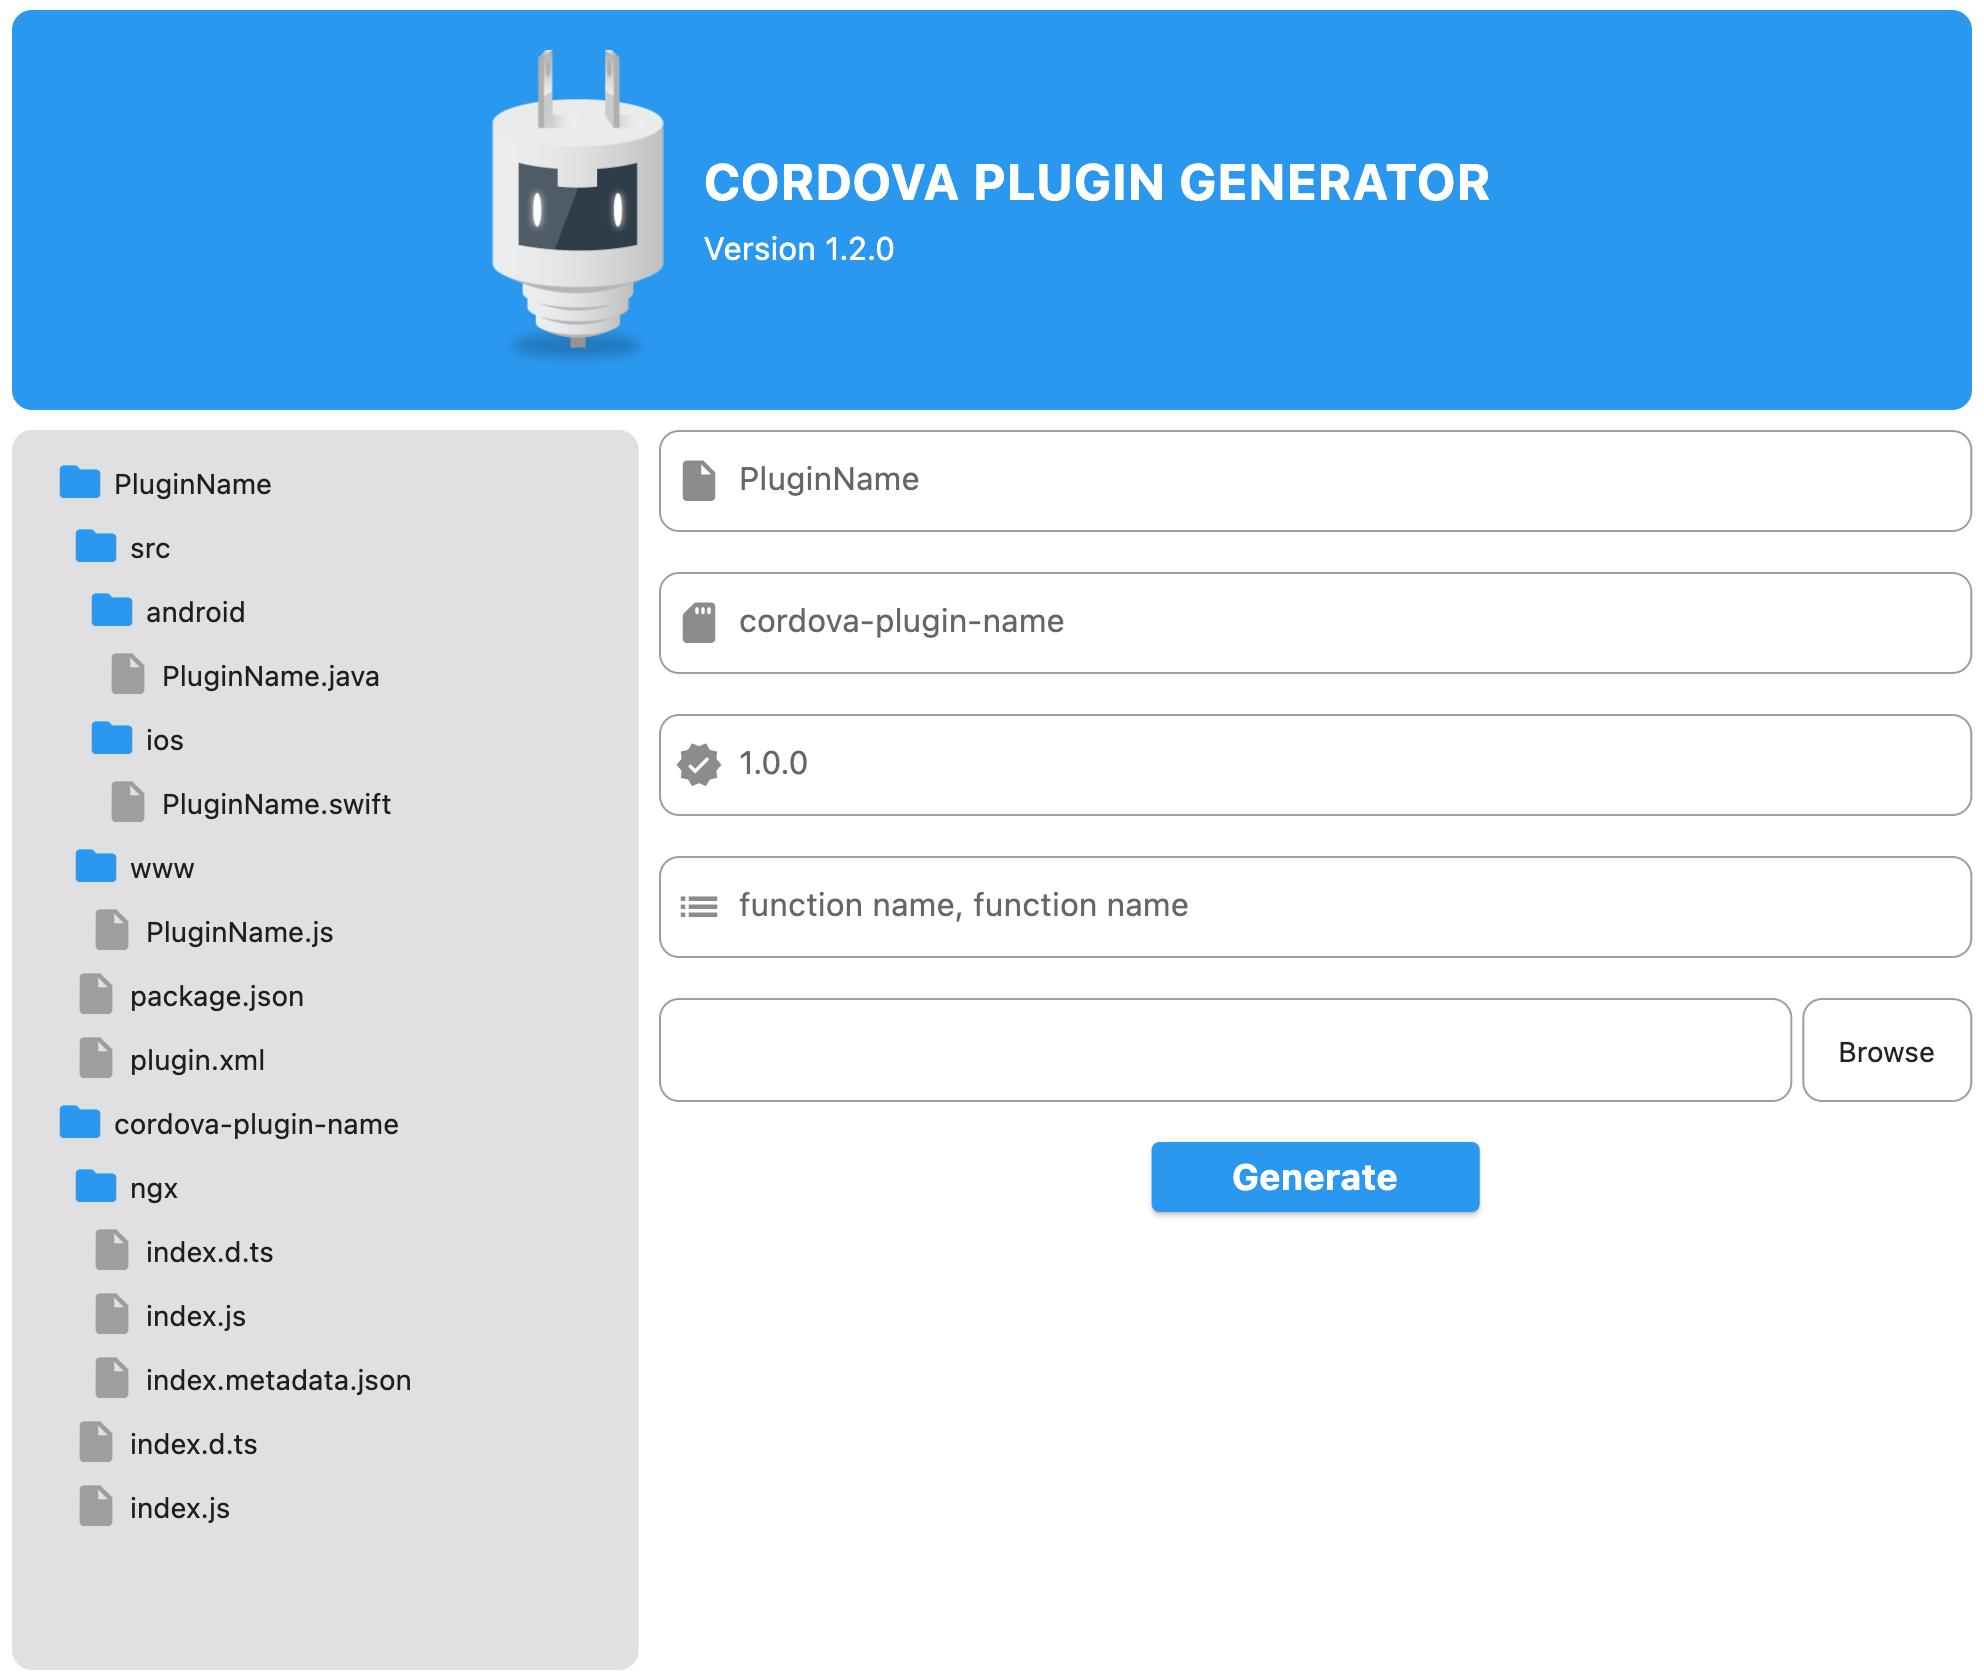 CORDOVA PLUGIN GENERATOR
Version 1.2.0
PluginName
src
android
PluginName.java
ios
PluginName.swift
www
PluginName.js
package.json
plugin.xml
cordova-plugin-name
ngx
index.d.ts
index.js
index.metadata.json
index.d.ts
index.js
PluginName
cordova-plugin-name
1.0.0
function name, function name
Browse
Generate